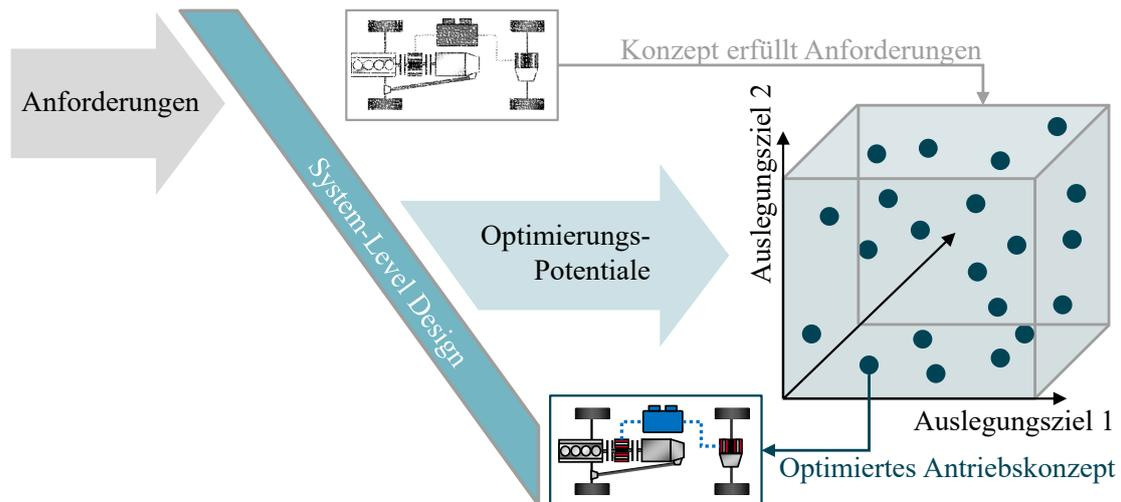 Anforderungen
System-Level Design
Konzept erfüllt Anforderungen
Optimierungs-
Potentiale
Auslegungsziel 2
Auslegungsziel 1
Optimiertes Antriebskonzept